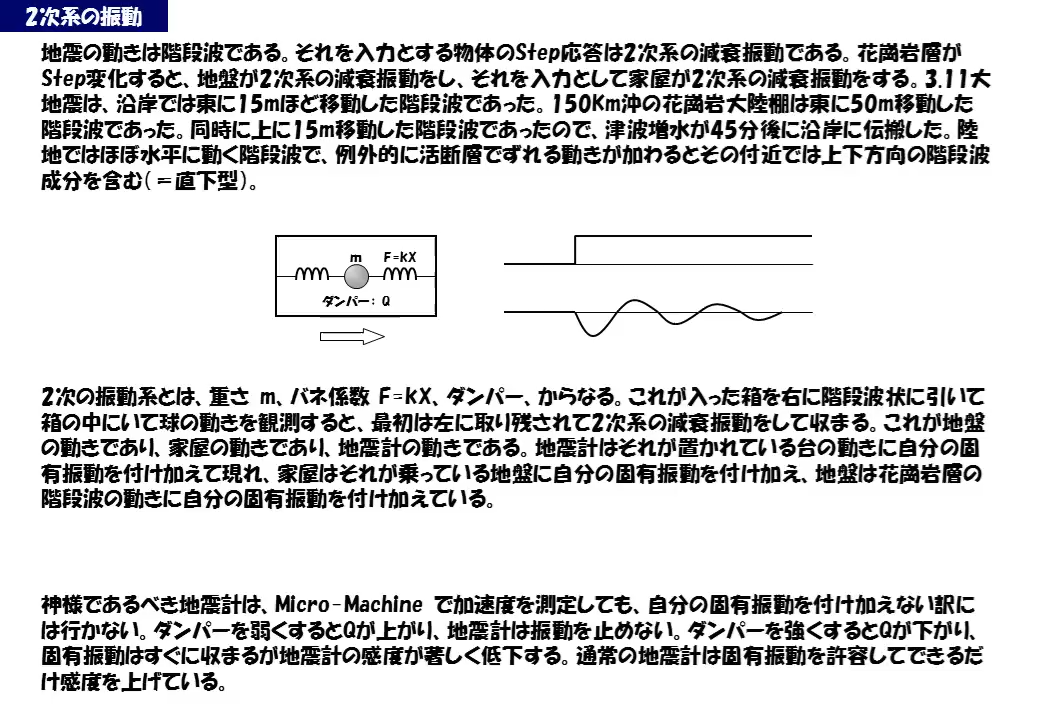 2次系の振動
地震の動きは階段波である。それを入力とする物体のStep応答は2次系の減衰振動である。花崗岩層が
Step変化すると、地盤が2次系の減衰振動をし、それを入力として家屋が2次系の減衰振動をする。3.11大
地震は、沿岸では東に15mほど移動した階段波であった。150Km沖の花崗岩大陸棚は東に50m移動した
階段波であった。同時に上に15m移動した階段波であったので、津波増水が45分後に沿岸に伝搬した。陸
地ではほぼ水平に動く階段波で、例外的に活断層でずれる動きが加わるとその付近では上下方向の階段波
成分を含む(=直下型)。
m F=kX
ダンパー: Q
2次の振動系とは、重さ m、バネ係数 F=kX、ダンパー、からなる。これが入った箱を右に階段波状に引いて
箱の中にいて球の動きを観測すると、最初は左に取り残されて2次系の減衰振動をして収まる。これが地盤
の動きであり、家屋の動きであり、地震計の動きである。地震計はそれが置かれている台の動きに自分の固
有振動を付け加えて現れ、家屋はそれが乗っている地盤に自分の固有振動を付け加え、地盤は花崗岩層の
階段波の動きに自分の固有振動を付け加えている。
神様であるべき地震計は、Micro-Machine で加速度を測定しても、自分の固有振動を付け加えない訳に
は行かない。ダンパーを弱くするとQが上がり、地震計は振動を止めない。ダンパーを強くするとQが下がり、
固有振動はすぐに収まるが地震計の感度が著しく低下する。通常の地震計は固有振動を許容してできるだ
け感度を上げている。